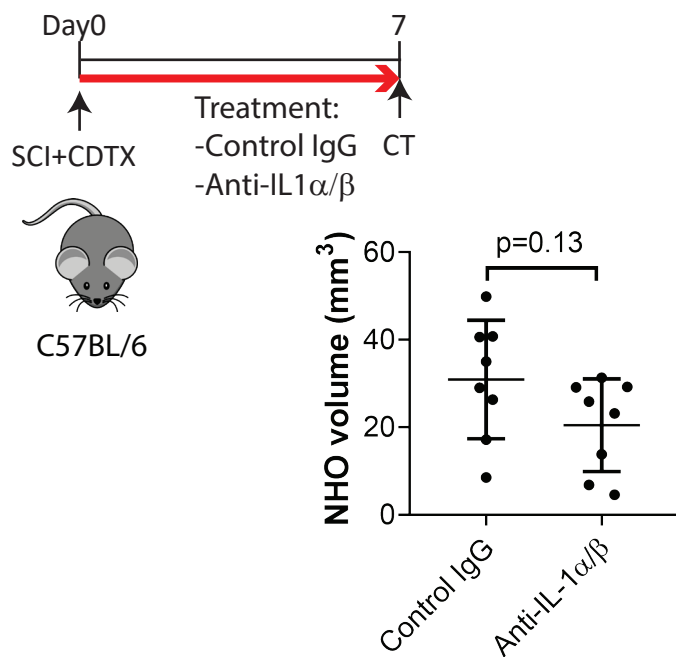 Day0 7
Treatment:
-Control IgG
-Anti-IL1α/β
SCI+CDTX
CT
C57BL/6
p=0.13
NHO volume (mm³)
60
40
20
0
Control IgG
Anti-IL-1α/β